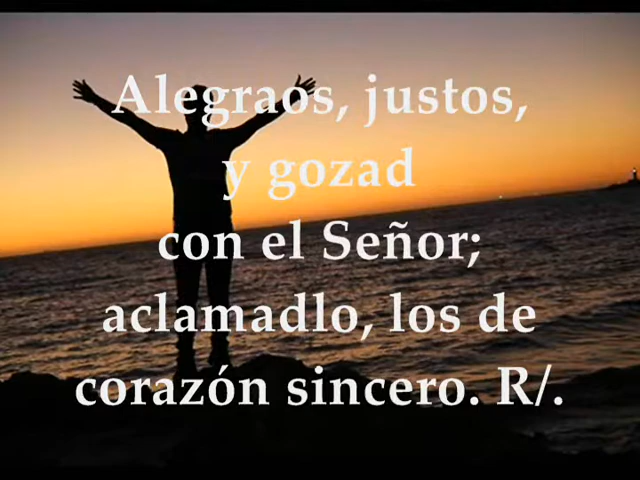 Alegraos, justos,
y gozad
con el Señor;
aclamadlo, los de
corazón sincero. R/.